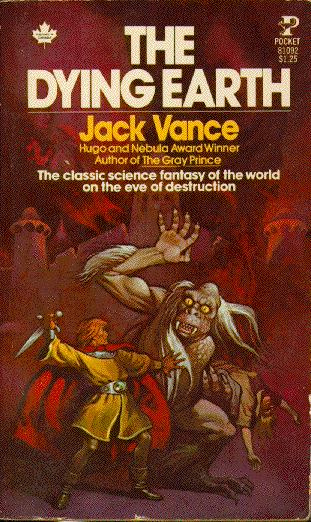 THE
DYING EARTH
POCKET
81092
$1.25
Jack Vance
Hugo and Nebula Award Winner
Author of The Gray Prince
The classic science fantasy of the world
on the eve of destruction